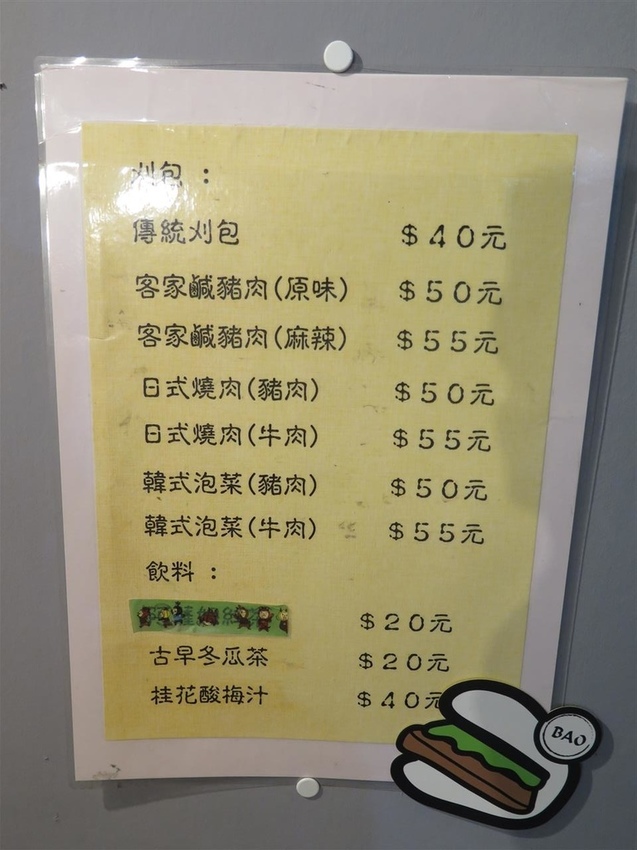 刈包：
傳統刈包 $40元
客家鹹豬肉(原味) $50元
客家鹹豬肉(麻辣) $55元
日式燒肉(豬肉) $50元
日式燒肉(牛肉) $55元
韓式泡菜(豬肉) $50元
韓式泡菜(牛肉) $55元
飲料：
$20元
古早冬瓜茶 $20元
桂花酸梅汁 $40元
BAO